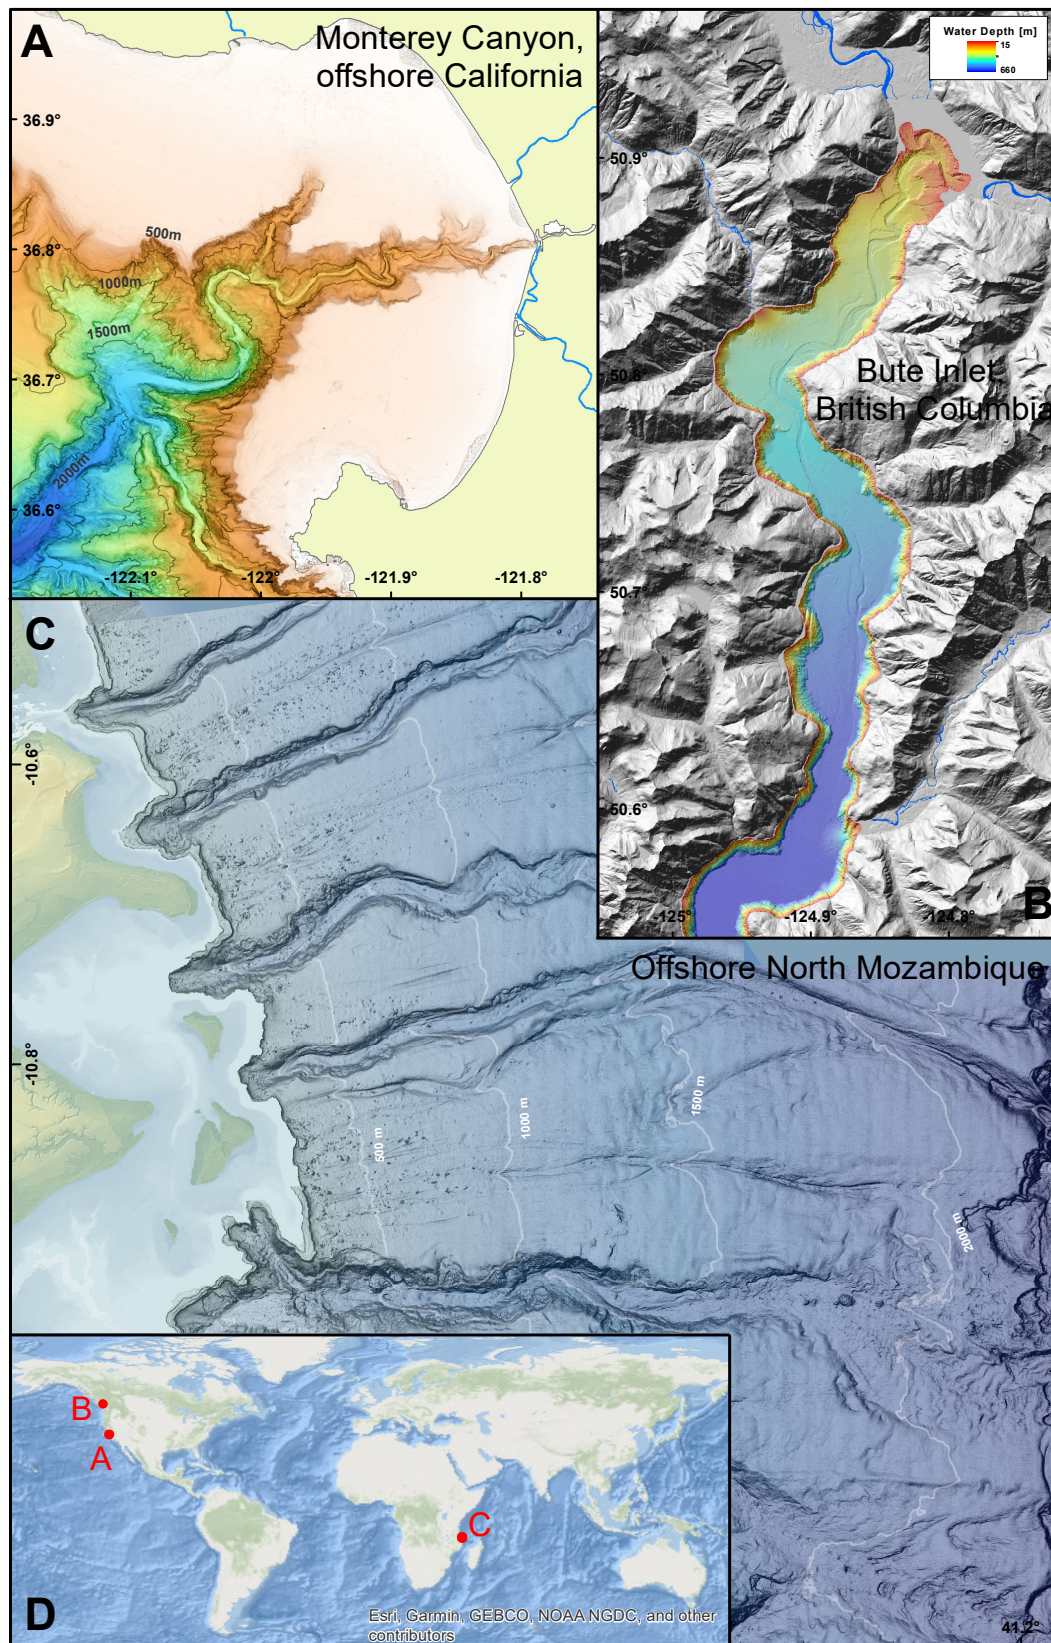 A
Monterey Canyon,
offshore California
36.9°
36.8°
36.7°
36.6°
500m
1000m
1500m
2000m
-122.1°
-122°
-121.9°
-121.8°
Water Depth [m]
15
660
50.9°
50.8°
50.7°
50.6°
Bute Inlet,
British Columbia
-125°
-124.9°
-124.8°
B
C
Offshore North Mozambique
-10.6°
-10.8°
500 m
1000 m
1500 m
2000 m
41.2°
B
A
C
D
Esri, Garmin, GEBCO, NOAA NGDC, and other
contributors